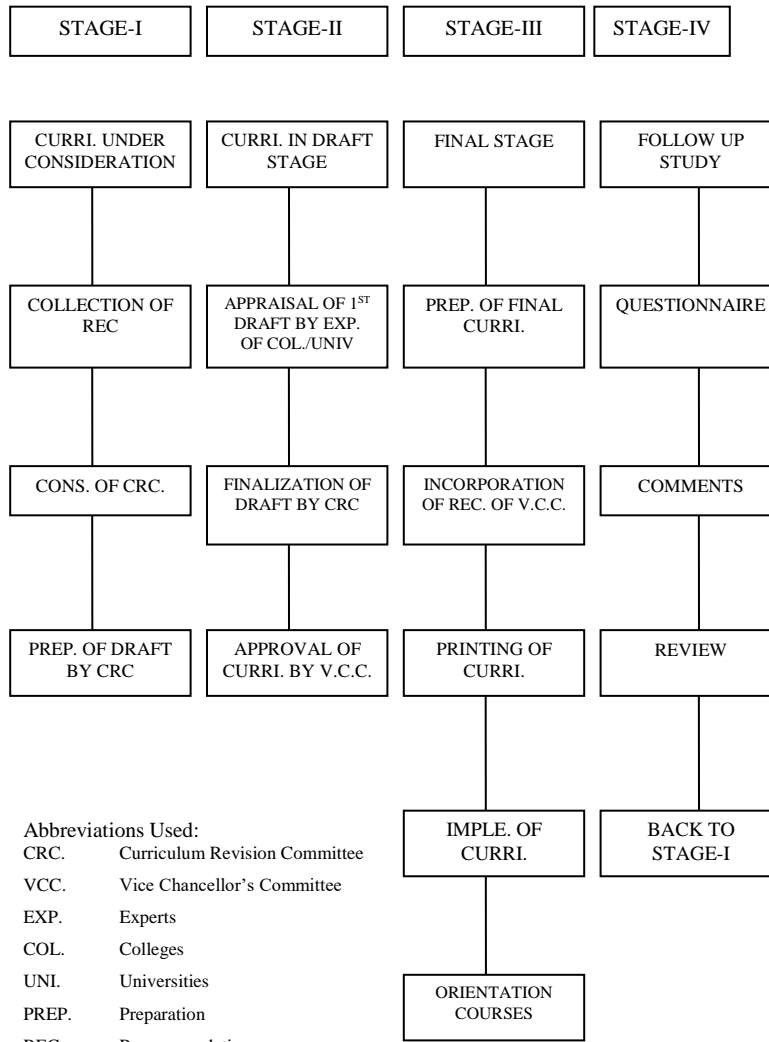 STAGE-I
STAGE-II
STAGE-III
STAGE-IV
CURRI. UNDER
CONSIDERATION
COLLECTION OF
REC
CONS. OF CRC.
PREP. OF DRAFT
BY CRC
CURRI. IN DRAFT
STAGE
APPRAISAL OF 1ST
DRAFT BY EXP.
OF COL./UNIV
FINALIZATION OF
DRAFT BY CRC
APPROVAL OF
CURRI. BY V.C.C.
FINAL STAGE
PREP. OF FINAL
CURRI.
INCORPORATION
OF REC. OF V.C.C.
PRINTING OF
CURRI.
IMPLE. OF
CURRI.
ORIENTATION
COURSES
FOLLOW UP
STUDY
QUESTIONNAIRE
COMMENTS
REVIEW
BACK TO
STAGE-I
Abbreviations Used:
CRC. Curriculum Revision Committee
VCC. Vice Chancellor’s Committee
EXP. Experts
COL. Colleges
UNI. Universities
PREP. Preparation